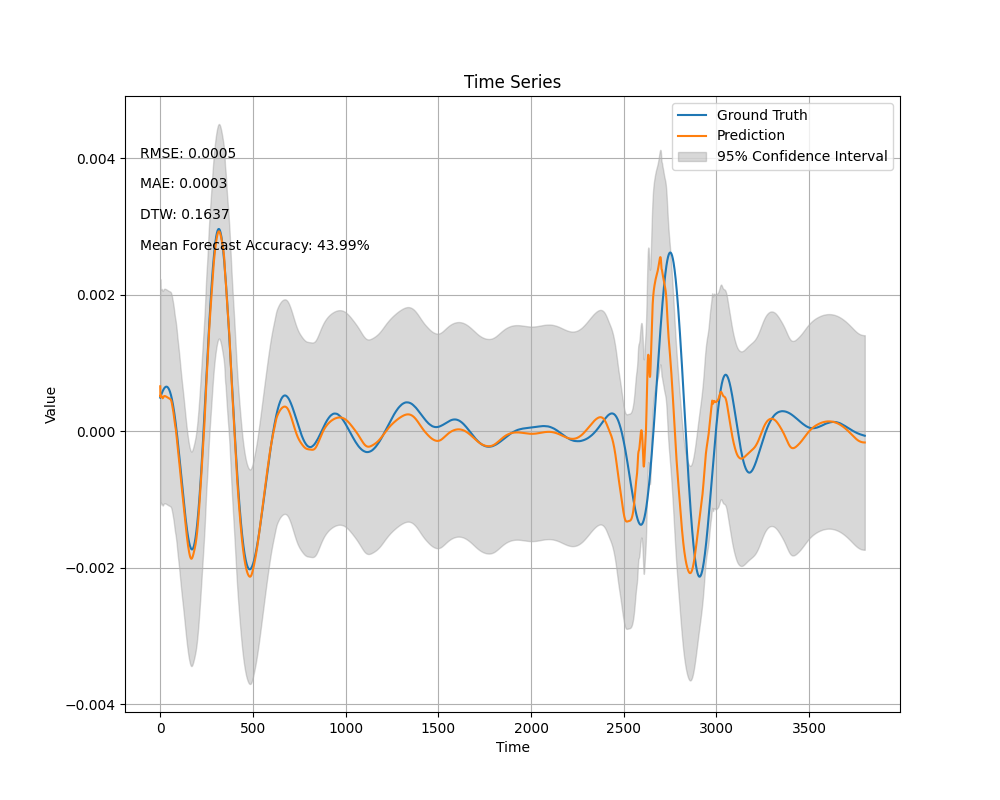 Time Series
Ground Truth
Prediction
95% Confidence Interval
RMSE: 0.0005
MAE: 0.0003
DTW: 0.1637
Mean Forecast Accuracy: 43.99%
Value
0.004
0.002
0.000
−0.002
−0.004
0 500 1000 1500 2000 2500 3000 3500
Time